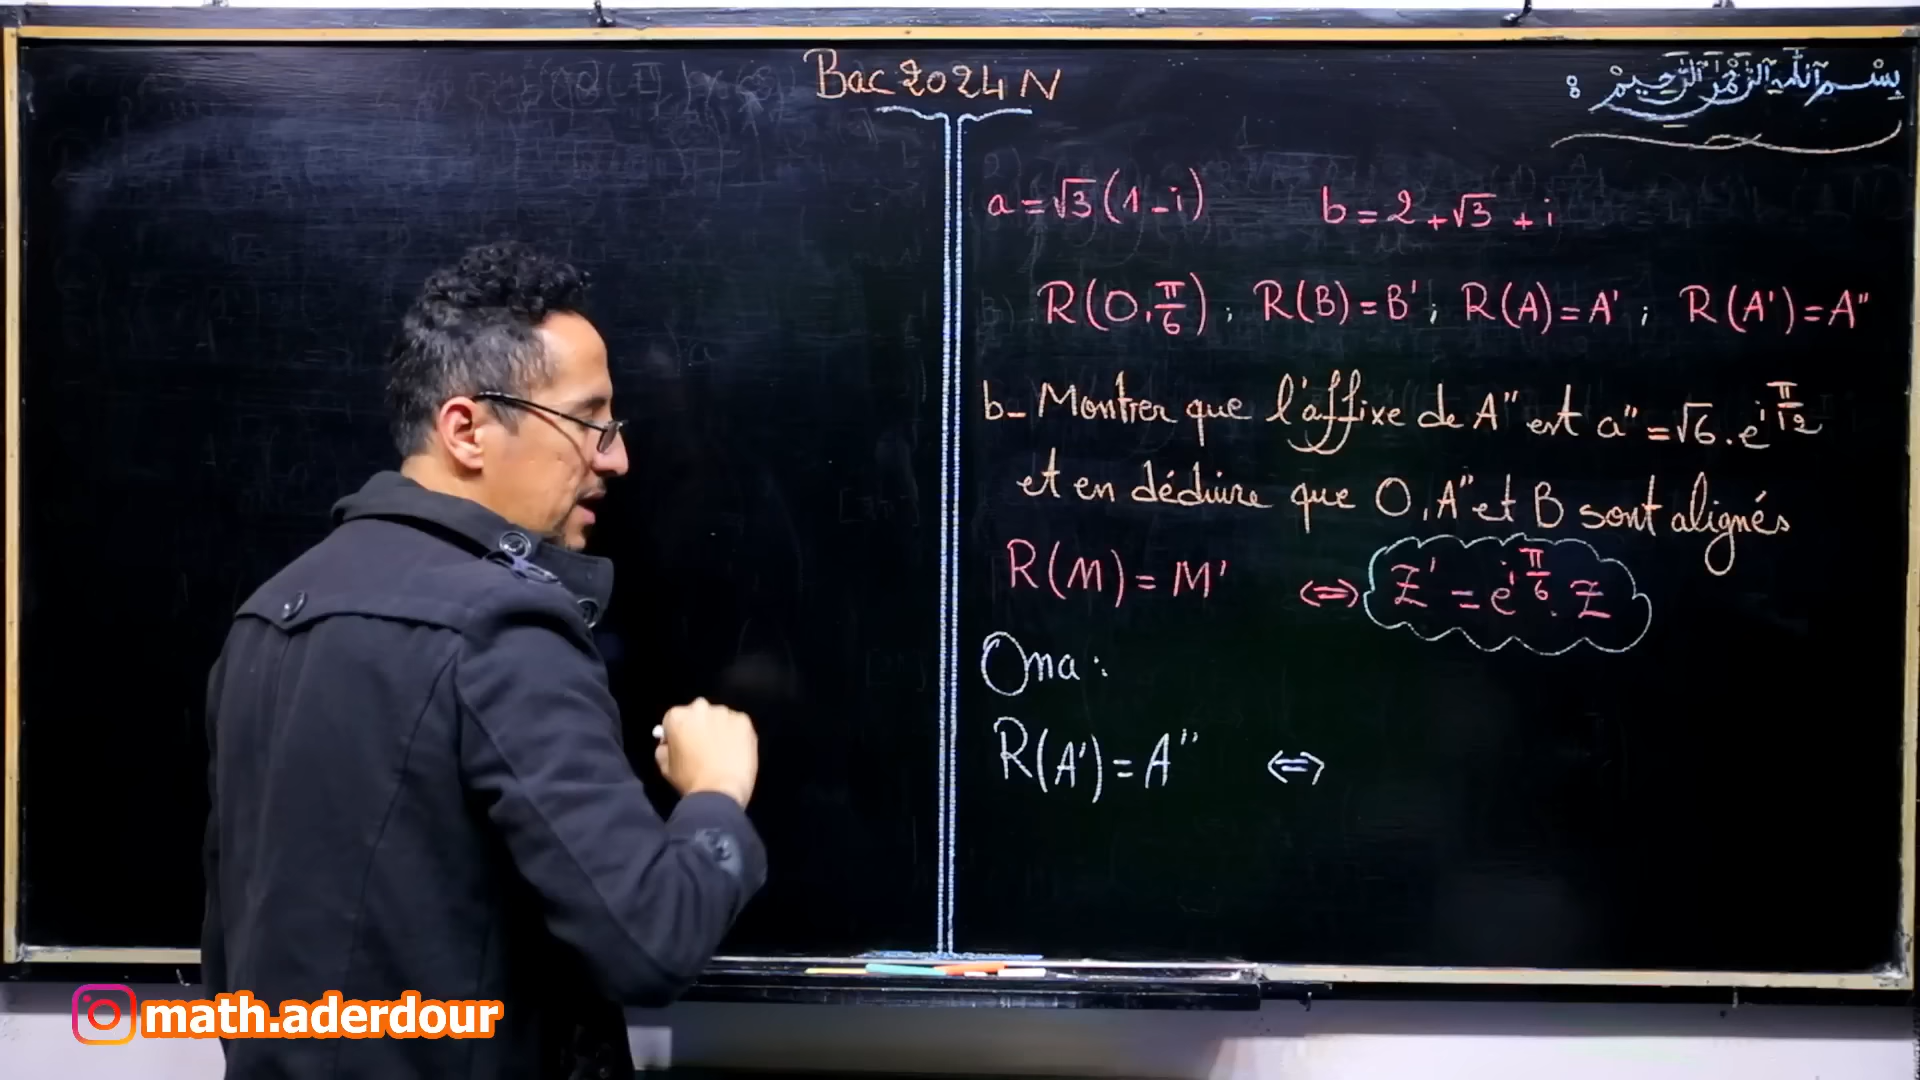 Bac 2024 N
بسم الله الرحمن الرحيم :
a = √3 (1 - i)    b = 2 + √3 + i
R(O, π/6) ; R(B) = B' ; R(A) = A' ; R(A') = A"
b- Montrer que l'affixe de A" est a" = √6 . e^{i π/12}
et en déduire que O, A" et B sont alignés
R(M) = M' ⇔ Z' = e^{i π/6} . Z
On a :
R(A') = A" ⇔
math.aderdour